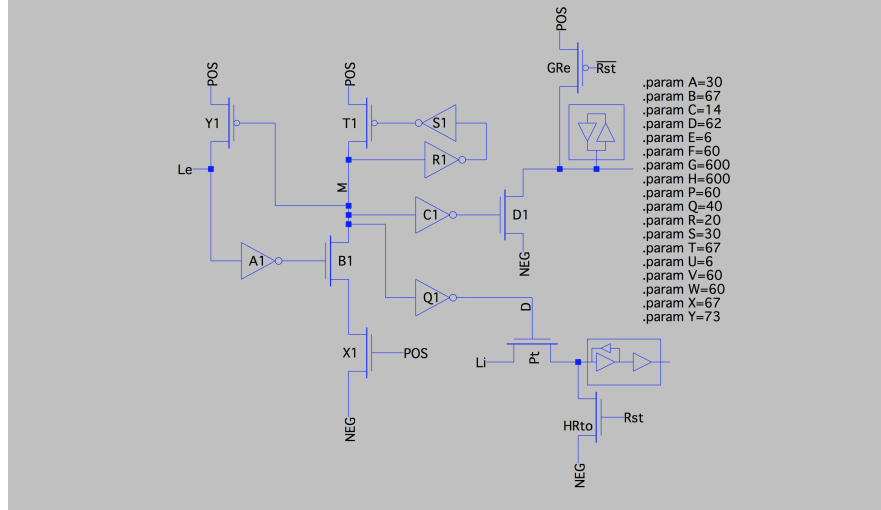 POS
GRe
Rst
POS
POS
Y1
T1
S1
R1
Le
M
C1
D1
A1
B1
NEG
Q1
D
X1
POS
Li
Pt
NEG
HRto
Rst
NEG
.param A=30
.param B=67
.param C=14
.param D=62
.param E=6
.param F=60
.param G=600
.param H=600
.param P=60
.param Q=40
.param R=20
.param S=30
.param T=67
.param U=6
.param V=60
.param W=60
.param X=67
.param Y=73